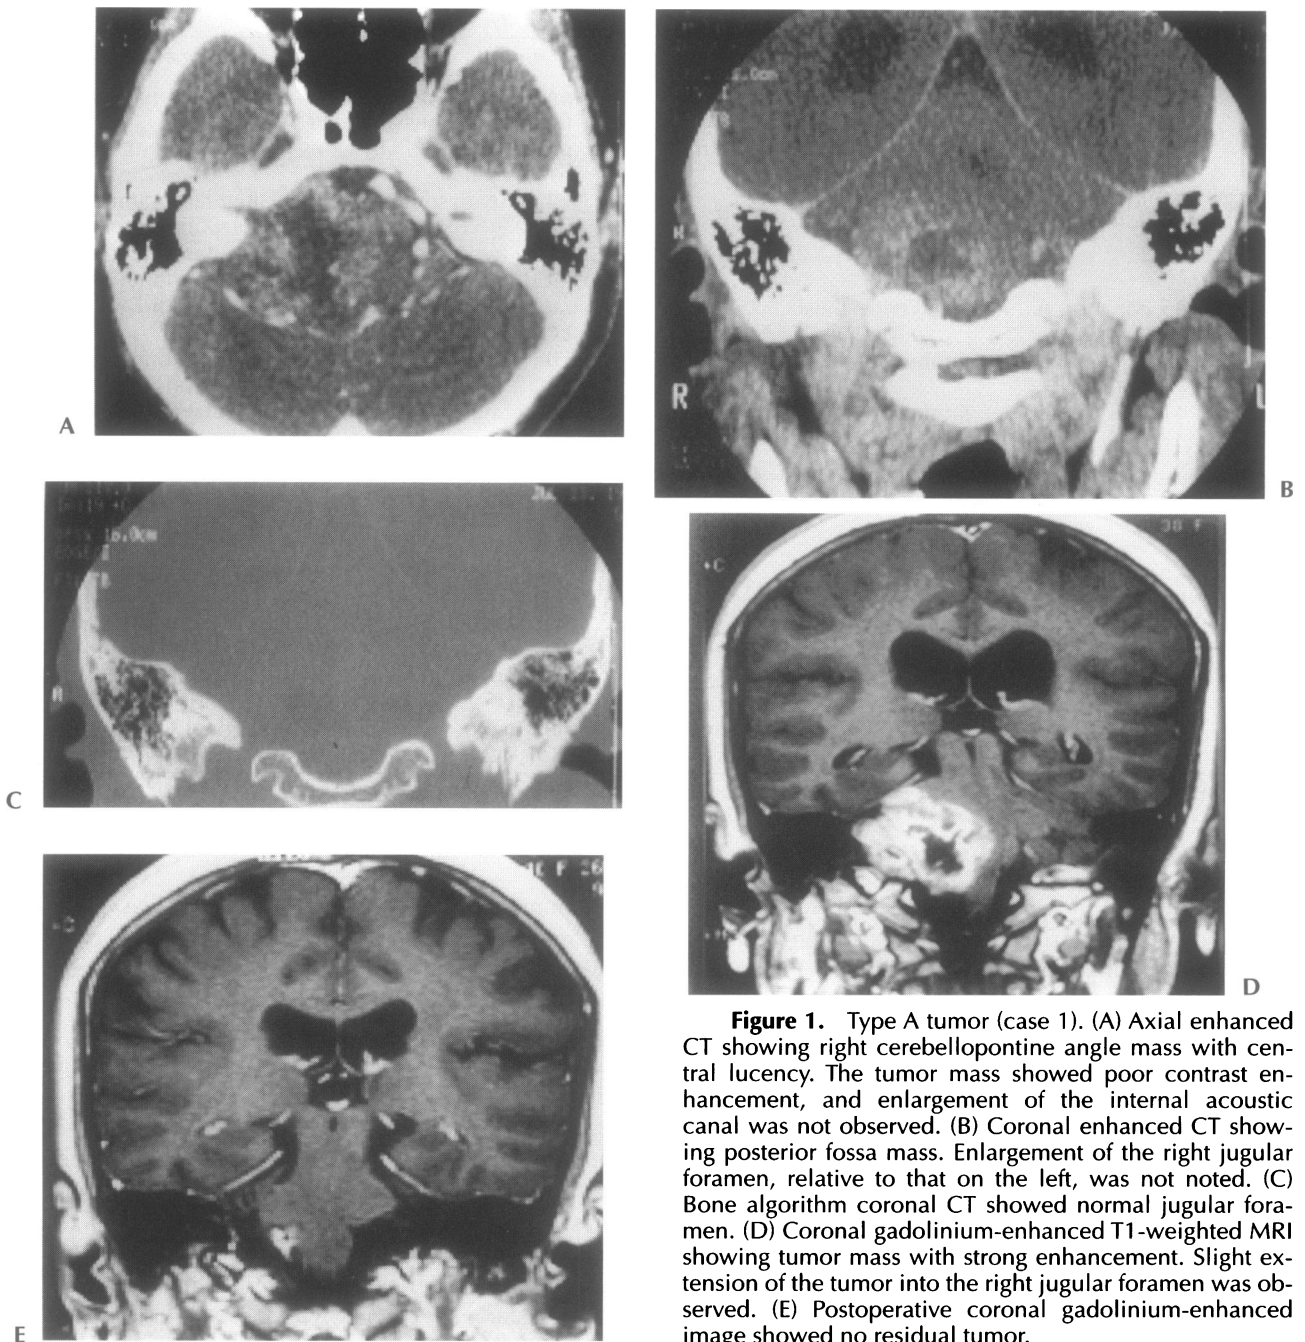 A
B
5.0cm
R
L
C
16.0cm
38 F
+C
D
E
+C
Figure 1. Type A tumor (case 1). (A) Axial enhanced
CT showing right cerebellopontine angle mass with cen-
tral lucency. The tumor mass showed poor contrast en-
hancement, and enlargement of the internal acoustic
canal was not observed. (B) Coronal enhanced CT show-
ing posterior fossa mass. Enlargement of the right jugular
foramen, relative to that on the left, was not noted. (C)
Bone algorithm coronal CT showed normal jugular fora-
men. (D) Coronal gadolinium-enhanced T1-weighted MRI
showing tumor mass with strong enhancement. Slight ex-
tension of the tumor into the right jugular foramen was ob-
served. (E) Postoperative coronal gadolinium-enhanced
image showed no residual tumor.